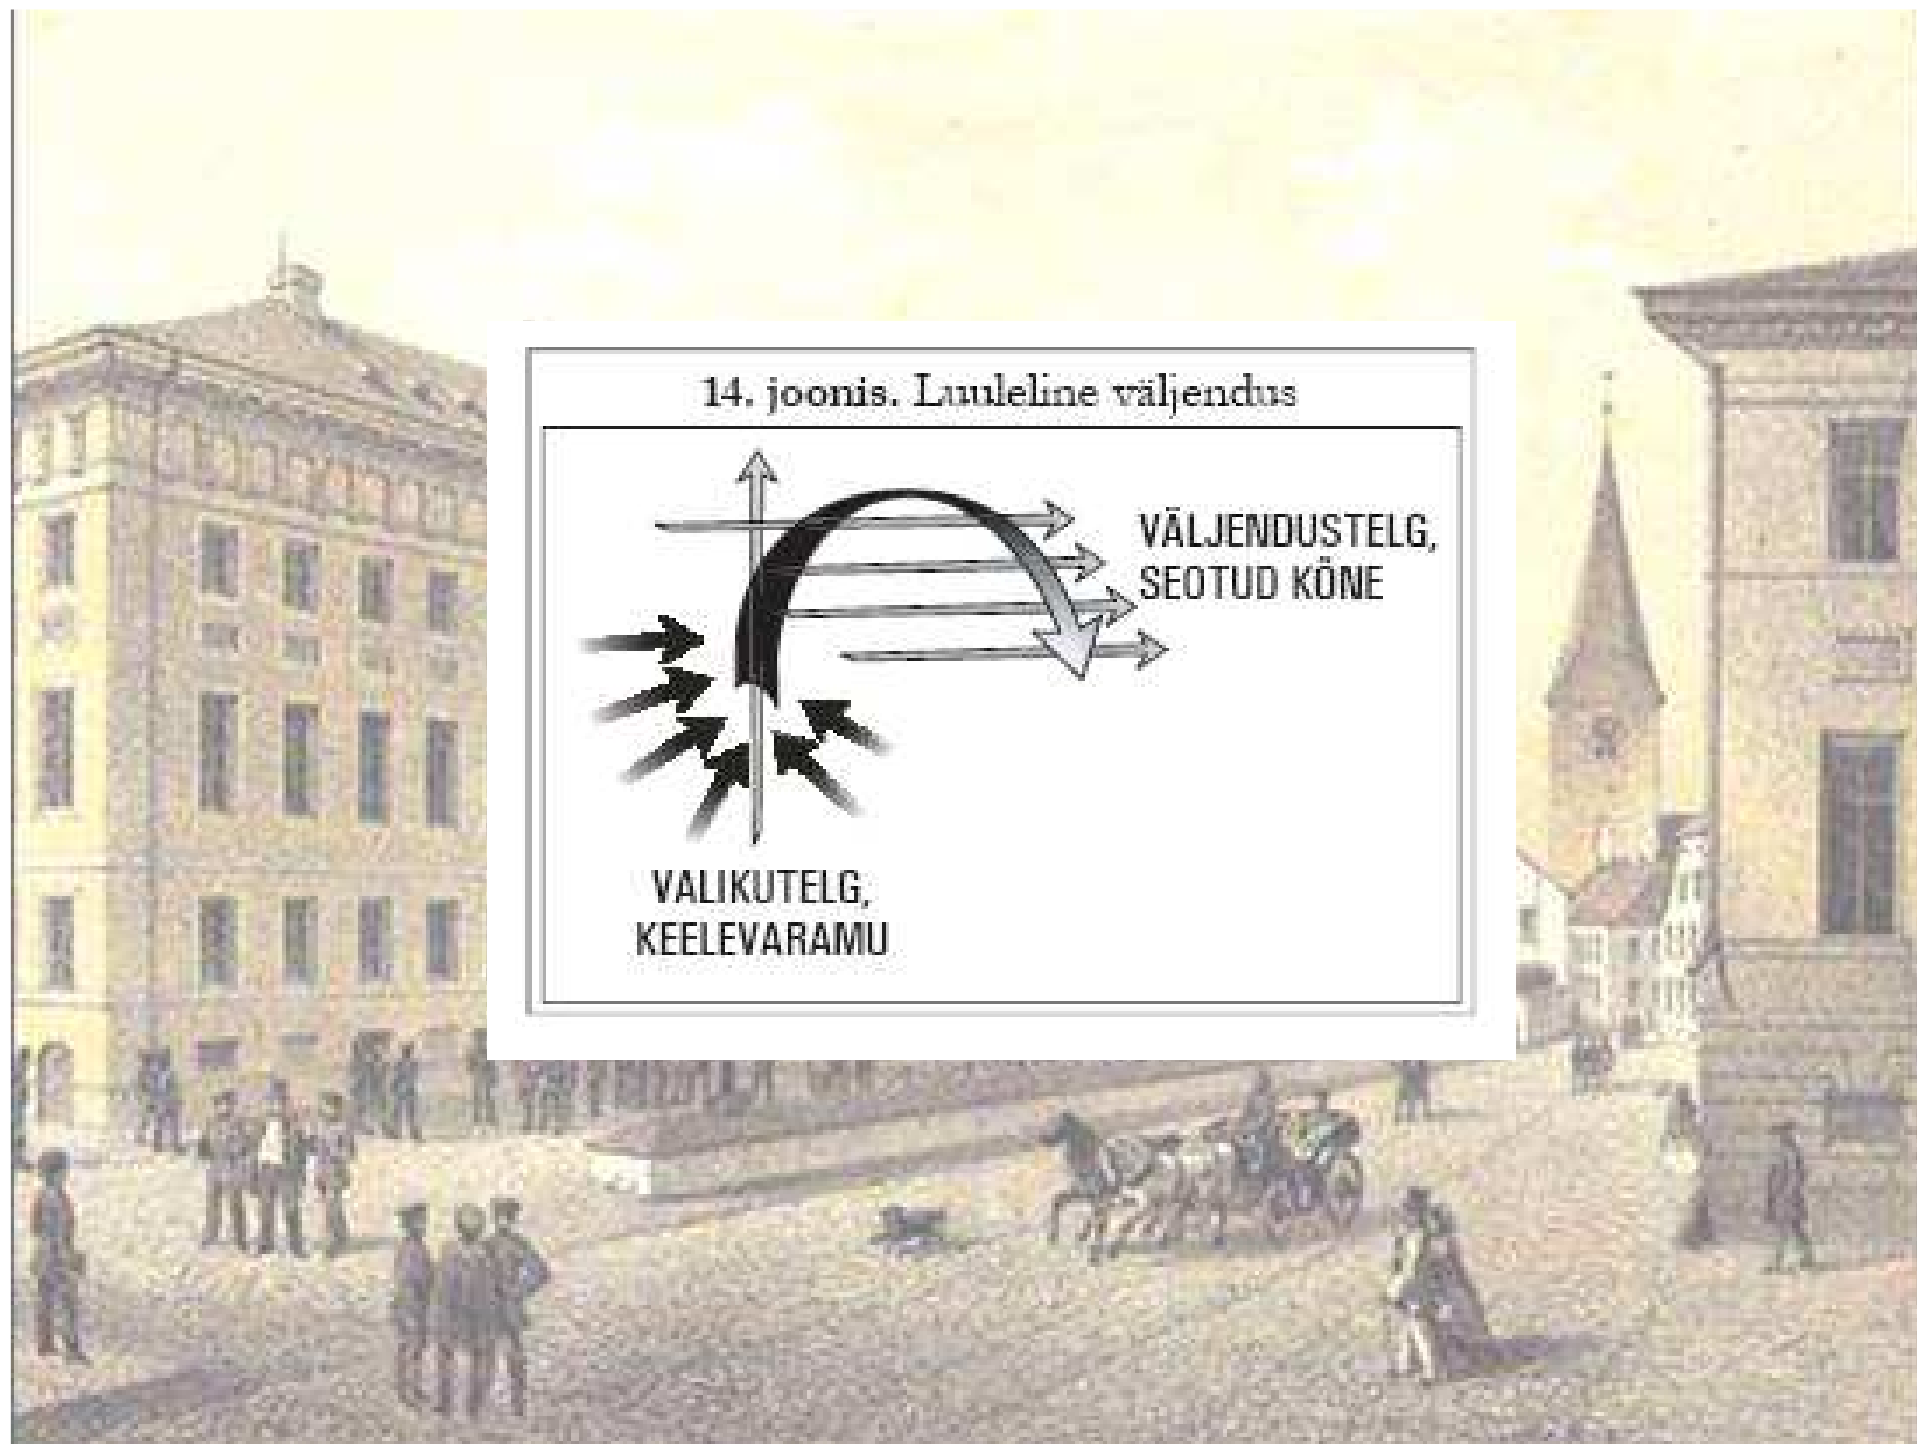 14. joonis. Luuleline väljendus
VÄLJENDUSTELG,
SEOTUD KÕNE
VALIKUTELG,
KEELEVARAMU